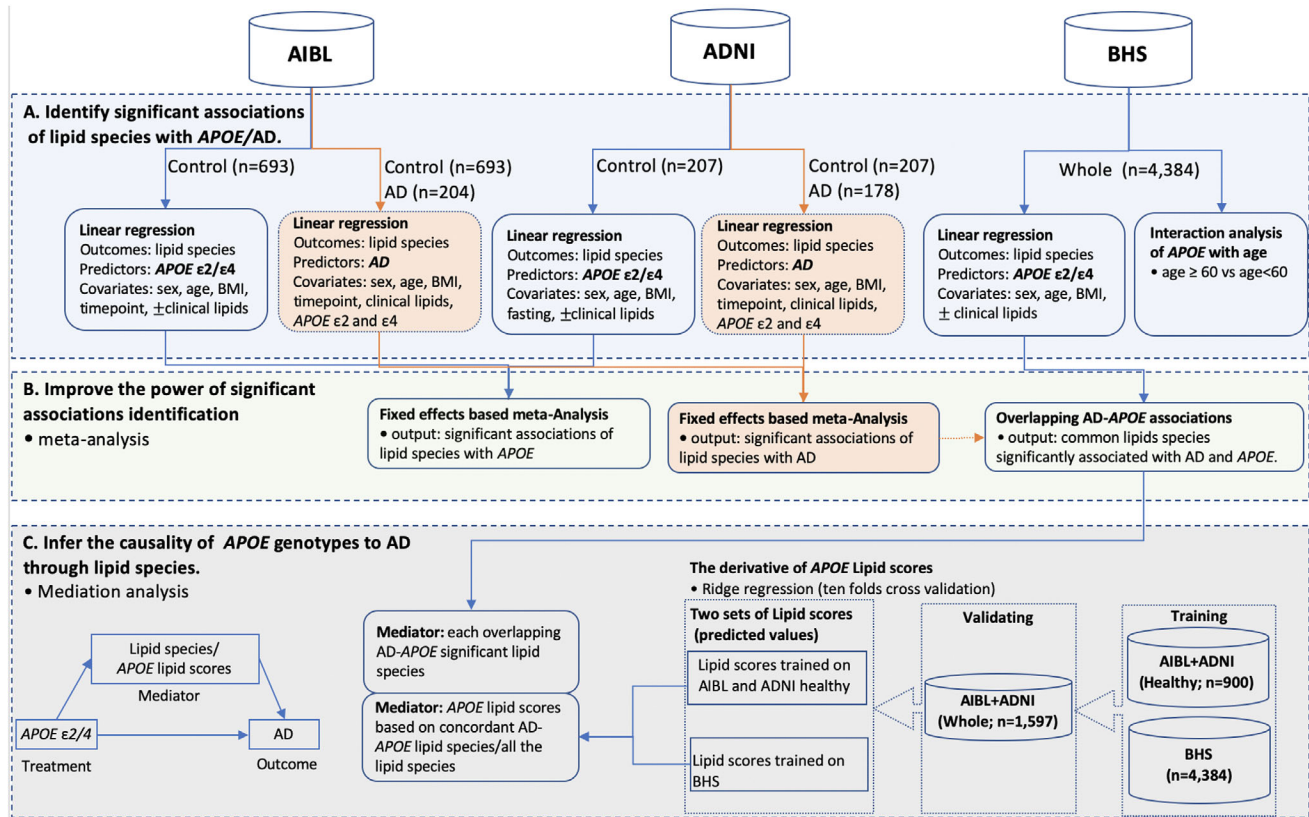 AIBL
ADNI
BHS
A. Identify significant associations
of lipid species with APOE/AD.
Control (n=693)
Control (n=693)
AD (n=204)
Control (n=207)
Control (n=207)
AD (n=178)
Whole (n=4,384)
Linear regression
Outcomes: lipid species
Predictors: APOE ε2/ε4
Covariates: sex, age, BMI,
timepoint, ±clinical lipids
Linear regression
Outcomes: lipid species
Predictors: AD
Covariates: sex, age, BMI,
timepoint, clinical lipids,
APOE ε2 and ε4
Linear regression
Outcomes: lipid species
Predictors: APOE ε2/ε4
Covariates: sex, age, BMI,
fasting, ±clinical lipids
Linear regression
Outcomes: lipid species
Predictors: AD
Covariates: sex, age, BMI,
timepoint, clinical lipids,
APOE ε2 and ε4
Linear regression
Outcomes: lipid species
Predictors: APOE ε2/ε4
Covariates: sex, age, BMI,
± clinical lipids
Interaction analysis
of APOE with age
• age ≥ 60 vs age<60
B. Improve the power of significant
associations identification
• meta-analysis
Fixed effects based meta-Analysis
• output: significant associations of
lipid species with APOE
Fixed effects based meta-Analysis
• output: significant associations of
lipid species with AD
Overlapping AD-APOE associations
• output: common lipids species
significantly associated with AD and APOE.
C. Infer the causality of APOE genotypes to AD
through lipid species.
• Mediation analysis
Lipid species/
APOE lipid scores
Mediator
APOE ε2/4
Treatment
AD
Outcome
Mediator: each overlapping
AD-APOE significant lipid
species
Mediator: APOE lipid scores
based on concordant AD-
APOE lipid species/all the
lipid species
The derivative of APOE Lipid scores
• Ridge regression (ten folds cross validation)
Two sets of Lipid scores
(predicted values)
Lipid scores trained on
AIBL and ADNI healthy
Lipid scores trained on
BHS
Validating
AIBL+ADNI
(Whole; n=1,597)
Training
AIBL+ADNI
(Healthy; n=900)
BHS
(n=4,384)